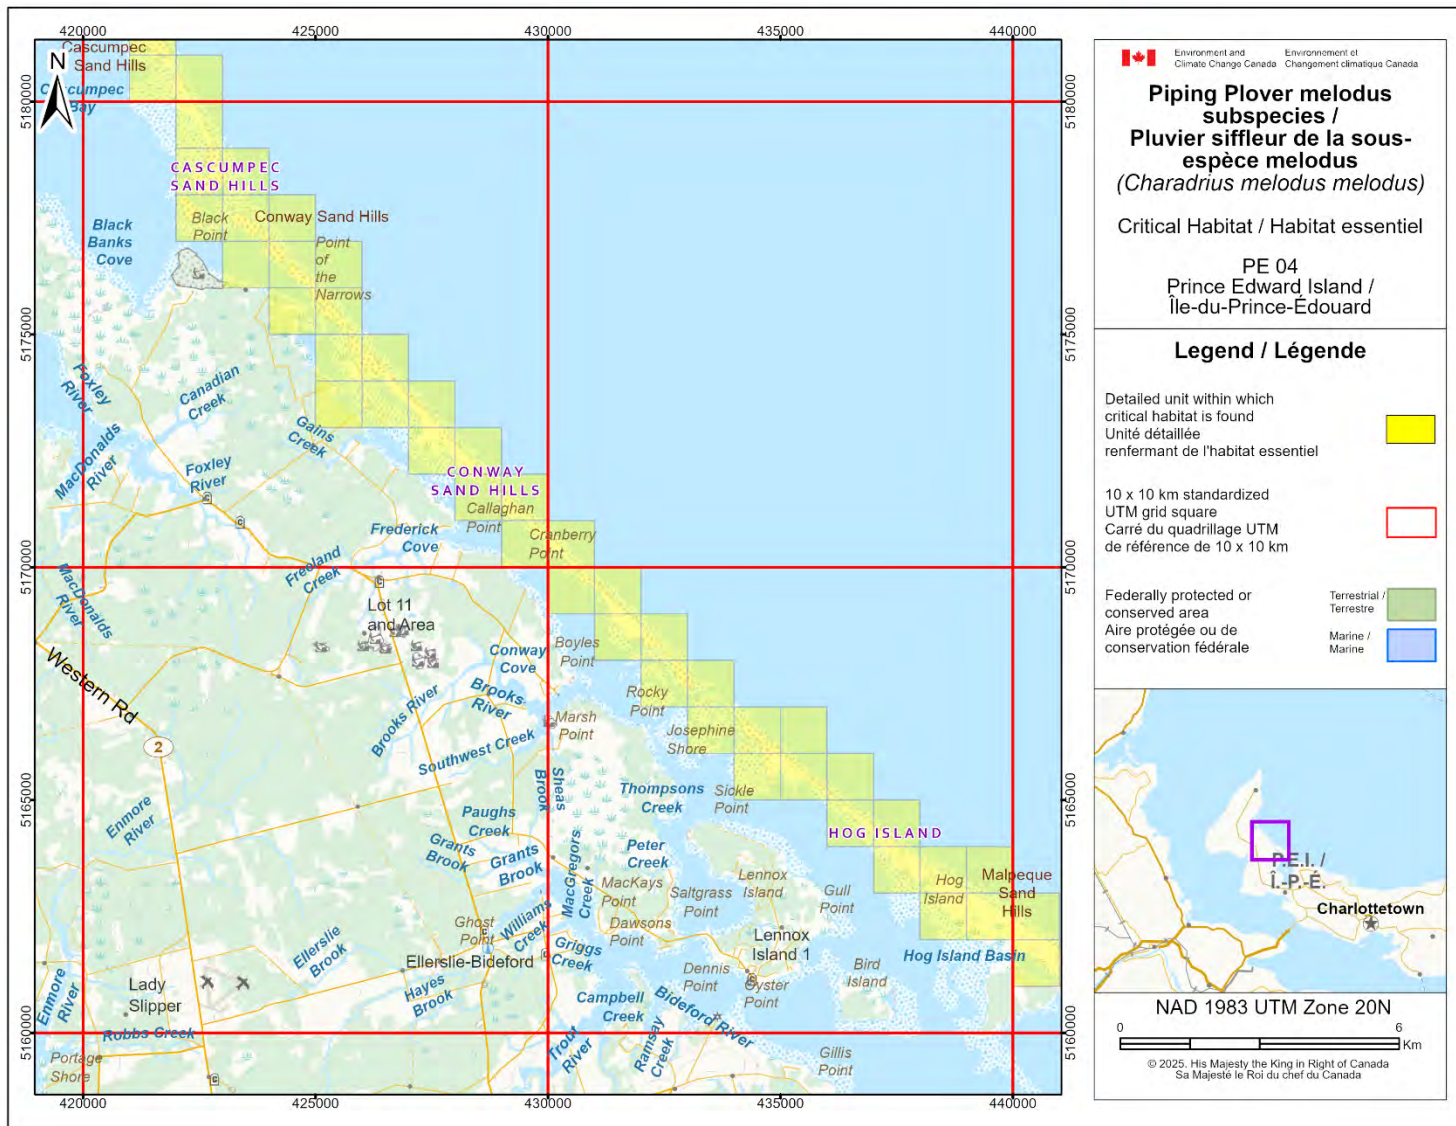 420000
425000
430000
435000
440000
Cascumpec
Sand Hills
N
Cascumpec
Bay
5180000
5180000
CASCUMPEC
SAND HILLS
Black
Point
Conway Sand Hills
Black
Banks
Cove
Point
of
the
Narrows
5175000
5175000
Foxley
River
Canadian
Creek
Gains
Creek
MacDonalds
River
Foxley
River
CONWAY
SAND HILLS
Callaghan
Point
Cranberry
Point
Frederick
Cove
Freeland
Creek
5170000
5170000
MacDonalds
River
Lot 11
and Area
Western Rd
2
Conway
Cove
Boyles
Point
Brooks River
Brooks
River
Rocky
Point
Marsh
Point
Josephine
Shore
Southwest Creek
Sheas
Brook
Thompsons
Creek
Sickle
Point
5165000
5165000
Enmore
River
Paughs
Creek
Grants
Brook
Grants
Brook
MacGregors
Creek
Peter
Creek
HOG ISLAND
MacKays
Point
Saltgrass
Point
Lennox
Island
Gull
Point
Hog
Island
Malpeque
Sand
Hills
Ghost
Point
Williams
Creek
Dawsons
Point
Ellerslie
Brook
Ellerslie-Bideford
Griggs
Creek
Lennox
Island 1
Hog Island Basin
Bird
Island
Dennis
Point
Oyster
Point
Enmore
River
Lady
Slipper
Hayes
Brook
Campbell
Creek
Bideford River
Robbs Creek
Trout
River
Ramsay
Creek
Gillis
Point
5160000
5160000
Portage
Shore
420000
425000
430000
435000
440000
Environment and
Climate Change Canada
Environnement et
Changement climatique Canada
Piping Plover melodus
subspecies /
Pluvier siffleur de la sous-
espèce melodus
(Charadrius melodus melodus)
Critical Habitat / Habitat essentiel
PE 04
Prince Edward Island /
Île-du-Prince-Édouard
Legend / Légende
Detailed unit within which
critical habitat is found
Unité détaillée
renfermant de l'habitat essentiel
10 x 10 km standardized
UTM grid square
Carré du quadrillage UTM
de référence de 10 x 10 km
Federally protected or
conserved area
Aire protégée ou de
conservation fédérale
Terrestrial /
Terrestre
Marine /
Marine
P.E.I. /
Î.-P.-É.
Charlottetown
NAD 1983 UTM Zone 20N
0
6
Km
© 2025. His Majesty the King in Right of Canada
Sa Majesté le Roi du chef du Canada